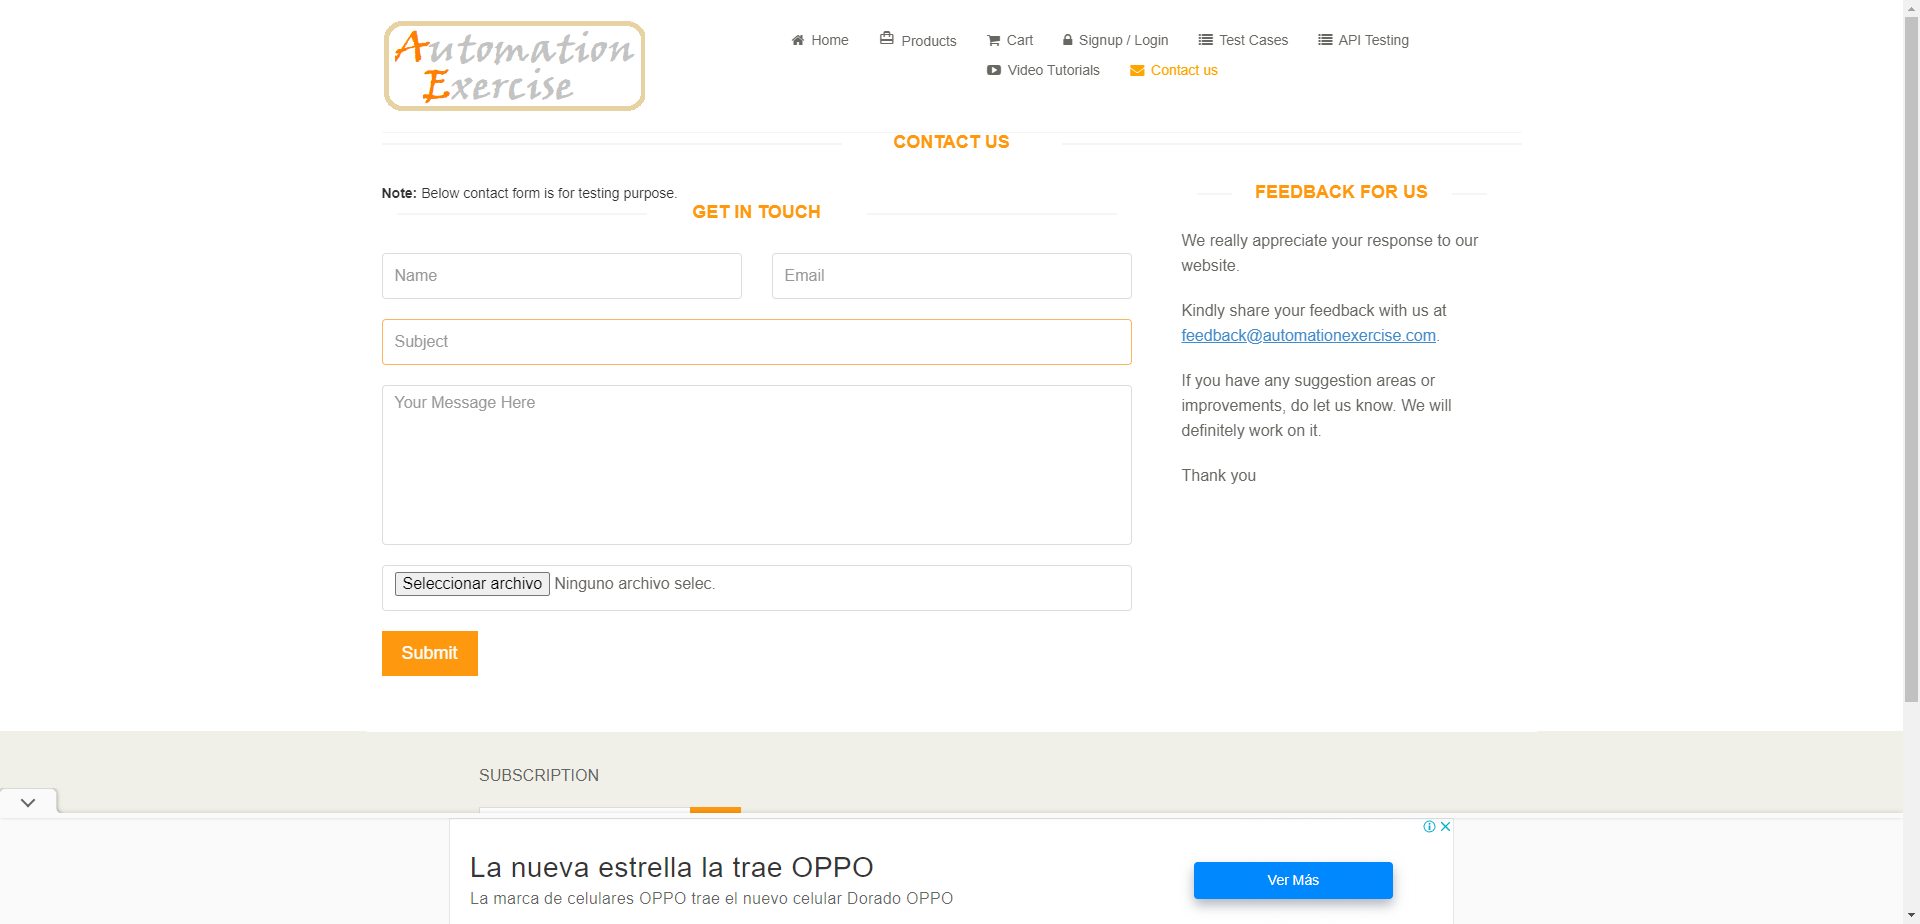 Automation
Exercise
Home
Products
Cart
Signup / Login
Test Cases
API Testing
Video Tutorials
Contact us
CONTACT US
Note: Below contact form is for testing purpose.
GET IN TOUCH
Name
Email
Subject
Your Message Here
Seleccionar archivo Ninguno archivo selec.
Submit
FEEDBACK FOR US
We really appreciate your response to our
website.
Kindly share your feedback with us at
feedback@automationexercise.com.
If you have any suggestion areas or
improvements, do let us know. We will
definitely work on it.
Thank you
SUBSCRIPTION
La nueva estrella la trae OPPO
La marca de celulares OPPO trae el nuevo celular Dorado OPPO
Ver Más